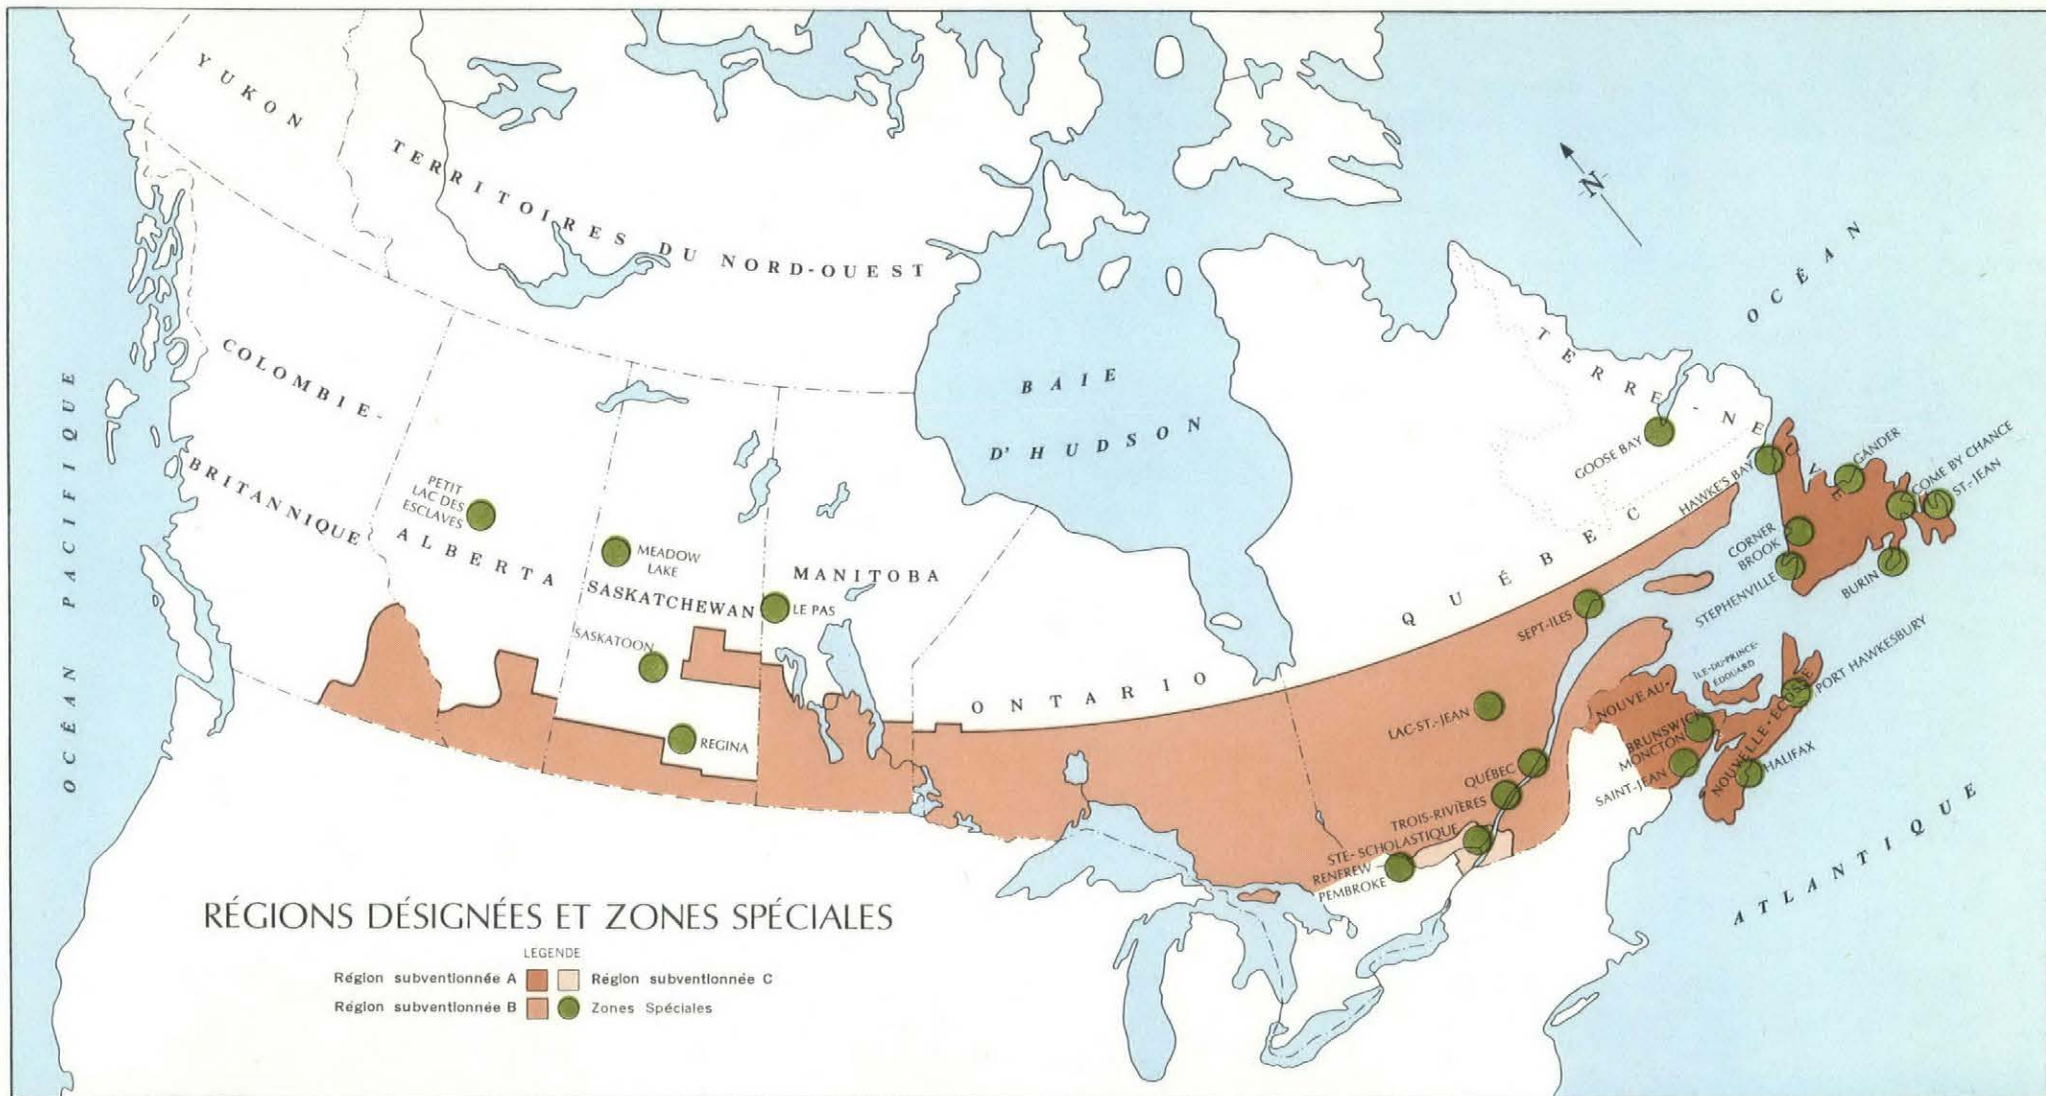 YUKON
TERRITOIRES DU NORD-OUEST
COLOMBIE-
BRITANNIQUE
OCÉAN PACIFIQUE
PETIT
LAC DES
ESCLAVES
ALBERTA
MEADOW
LAKE
SASKATCHEWAN
SASKATOON
REGINA
MANITOBA
LE PAS
BAIE
D'HUDSON
ONTARIO
QUÉBEC
N
OCÉAN
ATLANTIQUE
TERRE-NEUVE
GOOSE BAY
HAWKE'S BAY
GANDER
COME BY CHANCE
ST.-JEAN
CORNER
BROOK
STEPHENVILLE
BURIN
SEPT-ILES
ÎLE-DU-PRINCE-
ÉDOUARD
PORT HAWKESBURY
NOUVEAU-
BRUNSWICK
MONCTON
SAINT-JEAN
NOUVELLE-ECOSSE
HALIFAX
LAC-ST.-JEAN
QUÉBEC
TROIS-RIVIÈRES
STE-SCHOLASTIQUE
RENFREW
PEMBROKE
RÉGIONS DÉSIGNÉES ET ZONES SPÉCIALES
LEGENDE
Région subventionnée A
Région subventionnée C
Région subventionnée B
Zones Spéciales